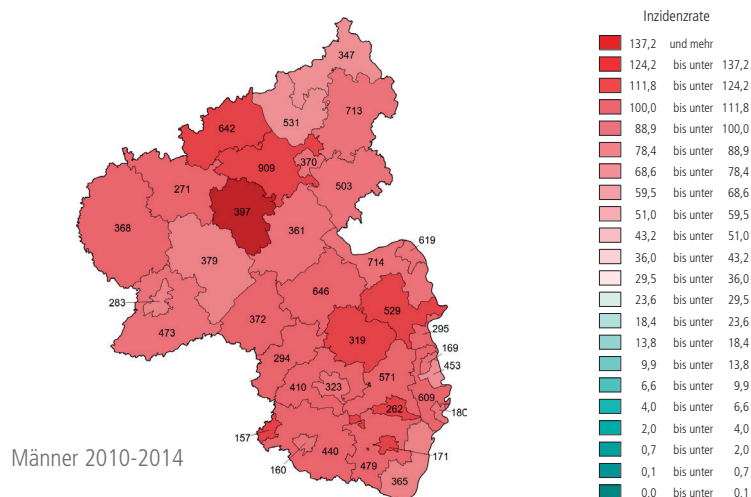 Inzidenzrate
137,2 und mehr
124,2 bis unter 137,2
111,8 bis unter 124,2
100,0 bis unter 111,8
88,9 bis unter 100,0
78,4 bis unter 88,9
68,6 bis unter 78,4
59,5 bis unter 68,6
51,0 bis unter 59,5
43,2 bis unter 51,0
36,0 bis unter 43,2
29,5 bis unter 36,0
23,6 bis unter 29,5
18,4 bis unter 23,6
13,8 bis unter 18,4
9,9 bis unter 13,8
6,6 bis unter 9,9
4,0 bis unter 6,6
2,0 bis unter 4,0
0,7 bis unter 2,0
0,1 bis unter 0,7
0,0 bis unter 0,1
347
713
531
642
370
909
271
503
397
368
361
619
379
714
646
283
529
372
295
473
319
169
294
453
571
410
323
609
262
180
157
440
171
160
479
365
Männer 2010-2014